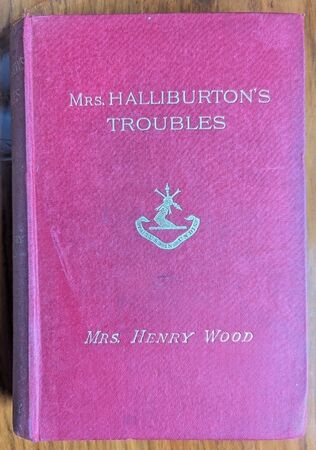 MRS. HALLIBURTON'S
TROUBLES
MRS. HENRY WOOD